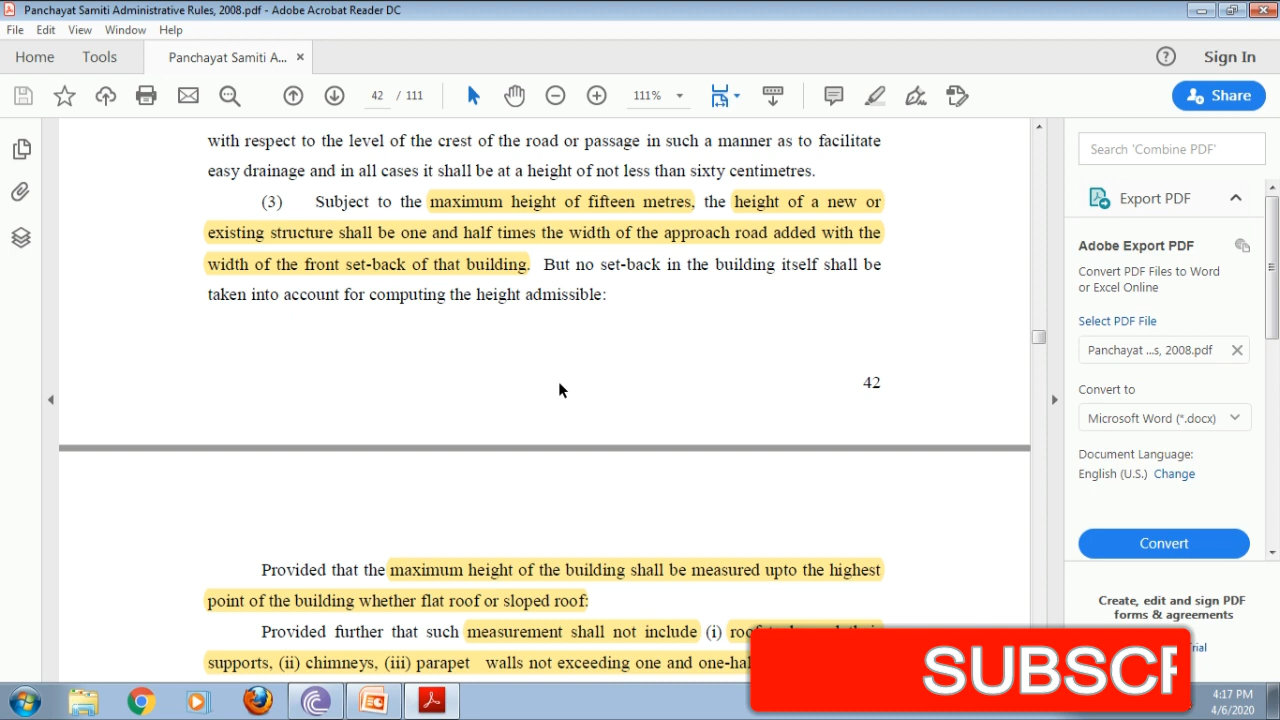 Panchayat Samiti Administrative Rules, 2008.pdf - Adobe Acrobat Reader DC
File Edit View Window Help
Home Tools Panchayat Samiti A... × Sign In
42 / 111 111% Share
with respect to the level of the crest of the road or passage in such a manner as to facilitate
easy drainage and in all cases it shall be at a height of not less than sixty centimetres.
(3) Subject to the maximum height of fifteen metres, the height of a new or
existing structure shall be one and half times the width of the approach road added with the
width of the front set-back of that building. But no set-back in the building itself shall be
taken into account for computing the height admissible:
42
Provided that the maximum height of the building shall be measured upto the highest
point of the building whether flat roof or sloped roof:
Provided further that such measurement shall not include (i)
supports, (ii) chimneys, (iii) parapet walls not exceeding one and
Search 'Combine PDF'
Export PDF
Adobe Export PDF
Convert PDF Files to Word
or Excel Online
Select PDF File
Panchayat ...s, 2008.pdf
Convert to
Microsoft Word (*.docx)
Document Language:
English (U.S.) Change
Convert
Create, edit and sign PDF
forms & agreements
SUBSCR
4:17 PM
4/6/2020